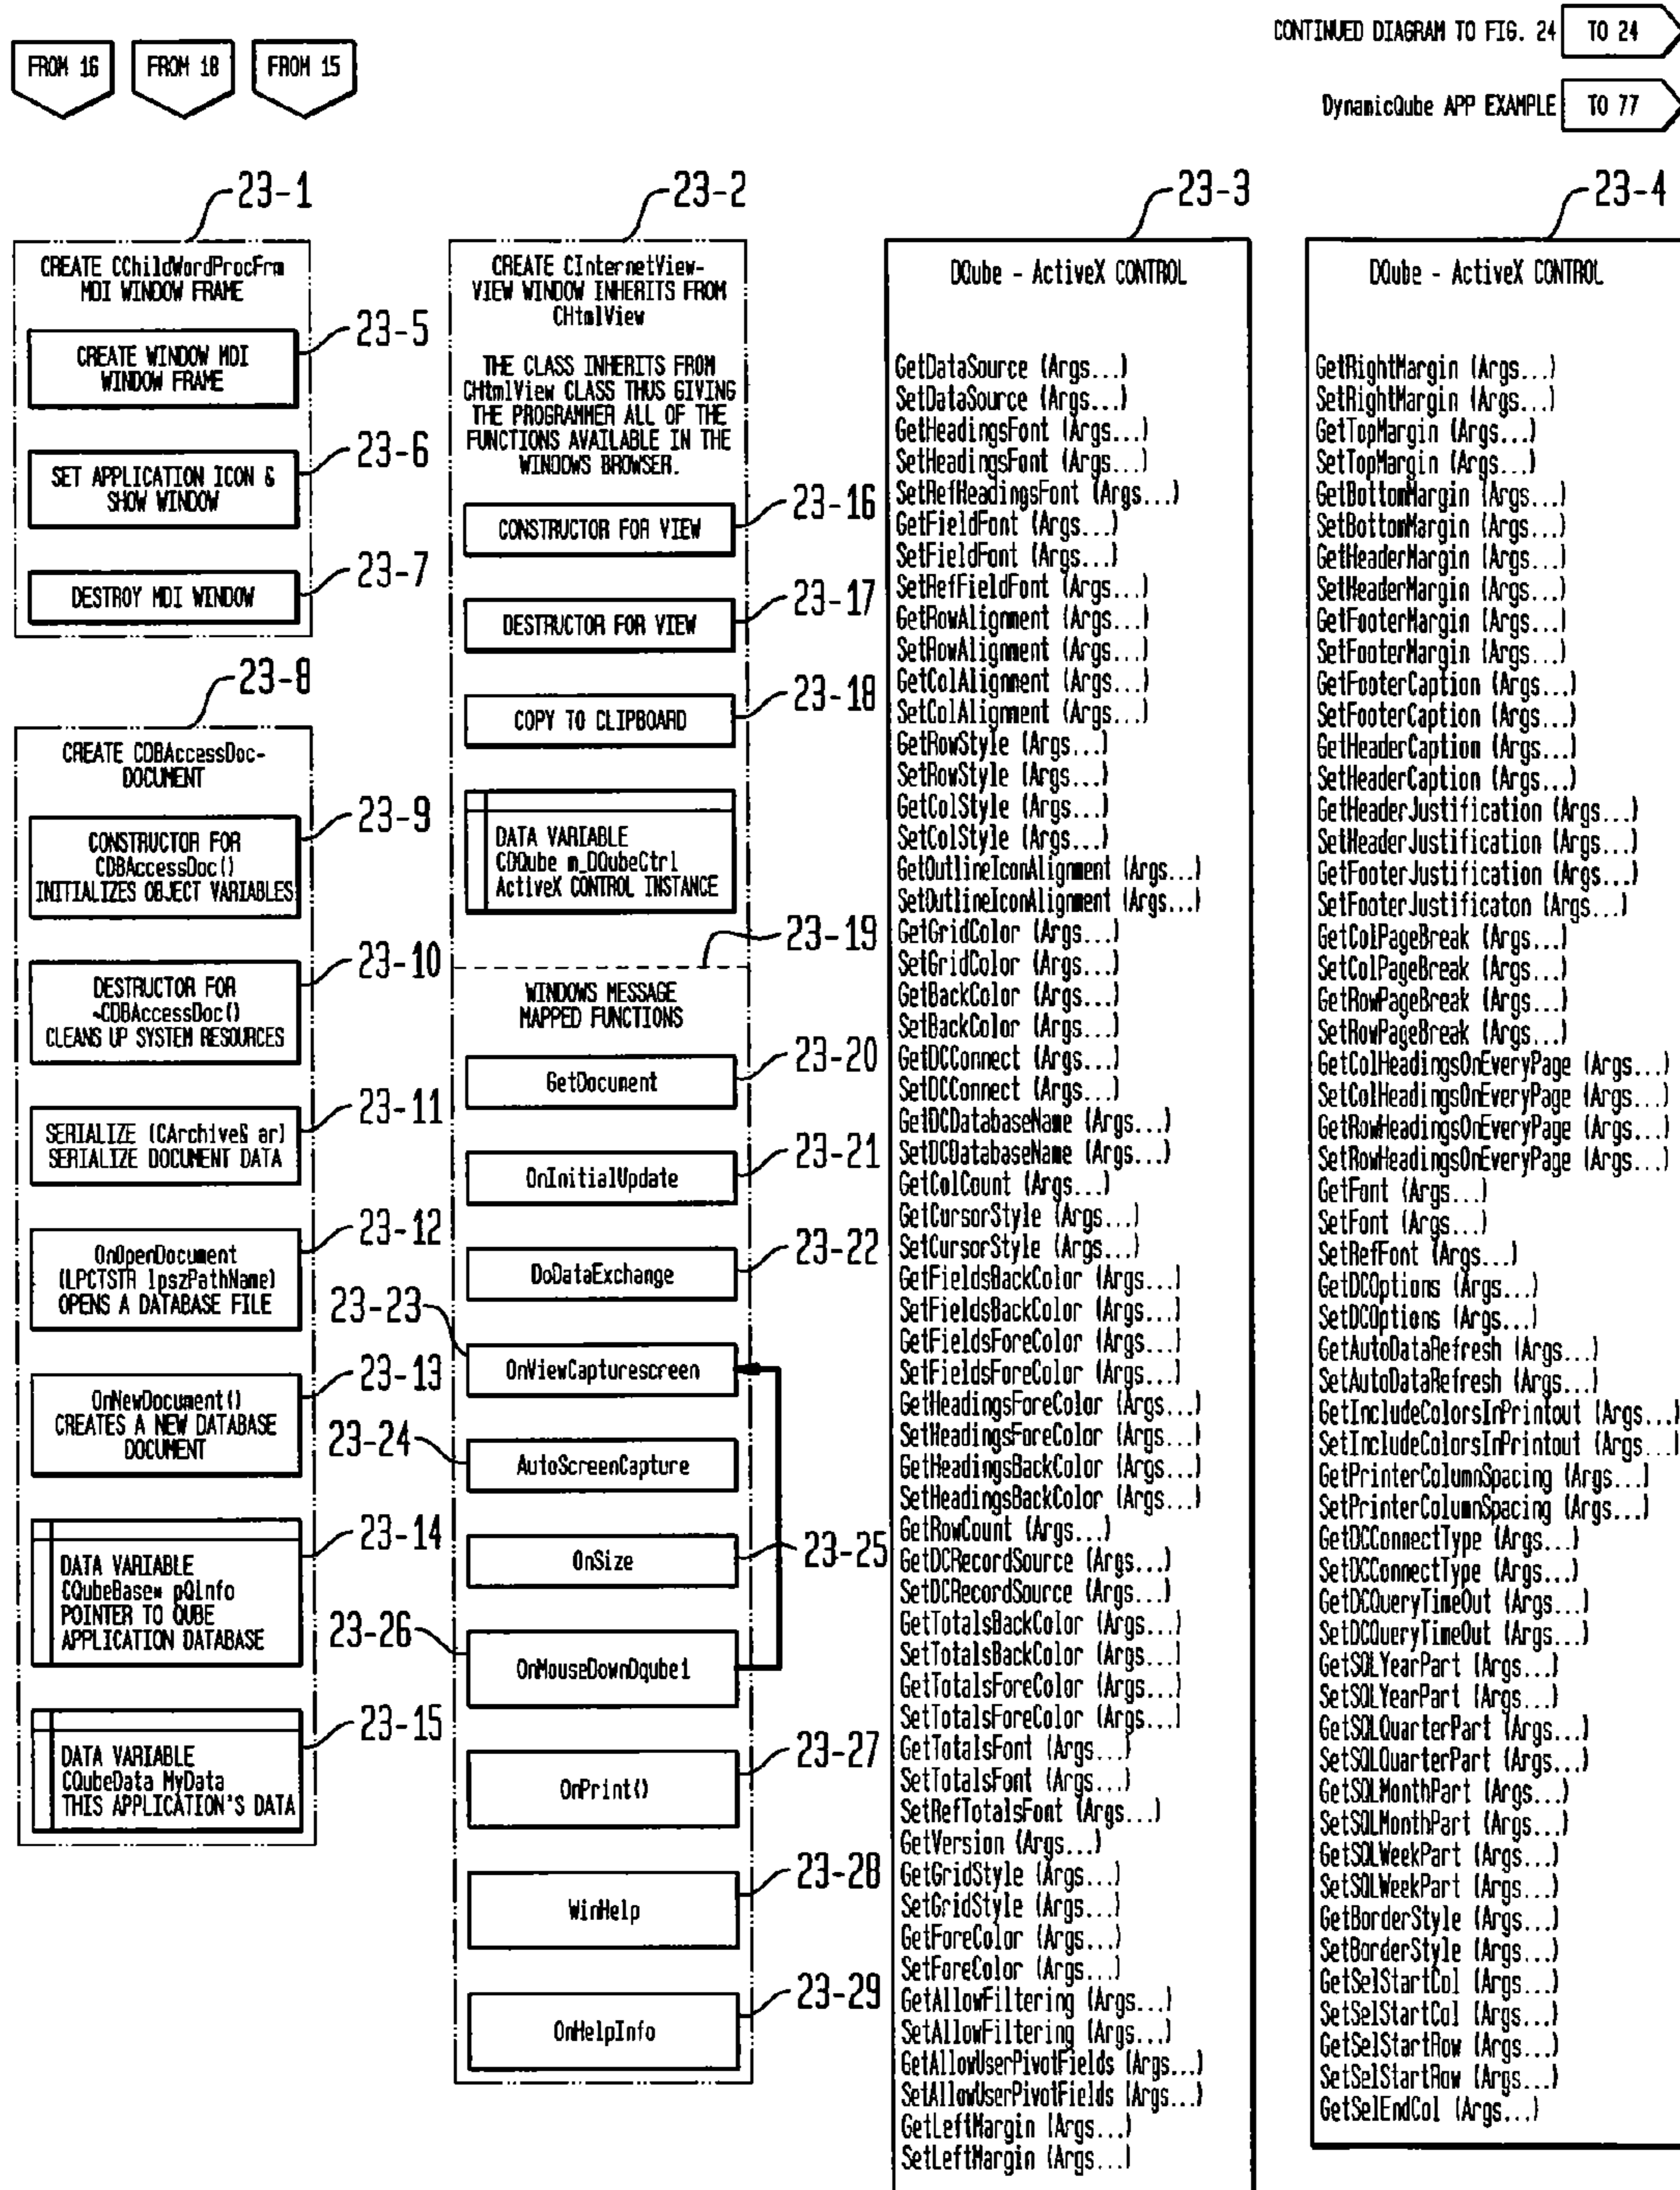 CONTINUED DIAGRAM TO FIG. 24
TO 24
FROM 16
FROM 18
FROM 15
DynamicQube APP EXAMPLE
TO 77
23-1
CREATE CChildWordProcFrm
MDI WINDOW FRAME
CREATE WINDOW MDI
WINDOW FRAME
23-5
SET APPLICATION ICON &
SHOW WINDOW
23-6
DESTROY MDI WINDOW
23-7
23-8
CREATE CDBAccessDoc-
DOCUMENT
CONSTRUCTOR FOR
CDBAccessDoc()
INITIALIZES OBJECT VARIABLES
23-9
DESTRUCTOR FOR
~CDBAccessDoc()
CLEANS UP SYSTEM RESOURCES
23-10
SERIALIZE (CArchive& ar)
SERIALIZE DOCUMENT DATA
23-11
OnOpenDocument
(LPCTSTR lpszPathName)
OPENS A DATABASE FILE
23-12
OnNewDocument()
CREATES A NEW DATABASE
DOCUMENT
23-13
DATA VARIABLE
CQubeBase* pQInfo
POINTER TO QUBE
APPLICATION DATABASE
23-14
DATA VARIABLE
CQubeData MyData
THIS APPLICATION'S DATA
23-15
23-2
CREATE CInternetView-
VIEW WINDOW INHERITS FROM
CHtmlView
THE CLASS INHERITS FROM
CHtmlView CLASS THUS GIVING
THE PROGRAMMER ALL OF THE
FUNCTIONS AVAILABLE IN THE
WINDOWS BROWSER.
CONSTRUCTOR FOR VIEW
23-16
DESTRUCTOR FOR VIEW
23-17
COPY TO CLIPBOARD
23-18
DATA VARIABLE
CDQube m_DQubeCtrl
ActiveX CONTROL INSTANCE
23-19
WINDOWS MESSAGE
MAPPED FUNCTIONS
GetDocument
23-20
OnInitialUpdate
23-21
DoDataExchange
23-22
23-23
OnViewCapturescreen
23-24
AutoScreenCapture
OnSize
23-25
23-26
OnMouseDownDqube1
OnPrint()
23-27
WinHelp
23-28
OnHelpInfo
23-29
23-3
DQube - ActiveX CONTROL
GetDataSource (Args...)
SetDataSource (Args...)
GetHeadingsFont (Args...)
SetHeadingsFont (Args...)
SetRefHeadingsFont (Args...)
GetFieldFont (Args...)
SetFieldFont (Args...)
SetRefFieldFont (Args...)
GetRowAlignment (Args...)
SetRowAlignment (Args...)
GetColAlignment (Args...)
SetColAlignment (Args...)
GetRowStyle (Args...)
SetRowStyle (Args...)
GetColStyle (Args...)
SetColStyle (Args...)
GetOutlineIconAlignment (Args...)
SetOutlineIconAlignment (Args...)
GetGridColor (Args...)
SetGridColor (Args...)
GetBackColor (Args...)
SetBackColor (Args...)
GetDCConnect (Args...)
SetDCConnect (Args...)
GetDCDatabaseName (Args...)
SetDCDatabaseName (Args...)
GetColCount (Args...)
GetCursorStyle (Args...)
SetCursorStyle (Args...)
GetFieldsBackColor (Args...)
SetFieldsBackColor (Args...)
GetFieldsForeColor (Args...)
SetFieldsForeColor (Args...)
GetHeadingsForeColor (Args...)
SetHeadingsForeColor (Args...)
GetHeadingsBackColor (Args...)
SetHeadingsBackColor (Args...)
GetRowCount (Args...)
GetDCRecordSource (Args...)
SetDCRecordSource (Args...)
GetTotalsBackColor (Args...)
SetTotalsBackColor (Args...)
GetTotalsForeColor (Args...)
SetTotalsForeColor (Args...)
GetTotalsFont (Args...)
SetTotalsFont (Args...)
SetRefTotalsFont (Args...)
GetVersion (Args...)
GetGridStyle (Args...)
SetGridStyle (Args...)
GetForeColor (Args...)
SetForeColor (Args...)
GetAllowFiltering (Args...)
SetAllowFiltering (Args...)
GetAllowUserPivotFields (Args...)
SetAllowUserPivotFields (Args...)
GetLeftMargin (Args...)
SetLeftMargin (Args...)
23-4
DQube - ActiveX CONTROL
GetRightMargin (Args...)
SetRightMargin (Args...)
GetTopMargin (Args...)
SetTopMargin (Args...)
GetBottomMargin (Args...)
SetBottomMargin (Args...)
GetHeaderMargin (Args...)
SetHeaderMargin (Args...)
GetFooterMargin (Args...)
SetFooterMargin (Args...)
GetFooterCaption (Args...)
SetFooterCaption (Args...)
GetHeaderCaption (Args...)
SetHeaderCaption (Args...)
GetHeaderJustification (Args...)
SetHeaderJustification (Args...)
GetFooterJustification (Args...)
SetFooterJustificaton (Args...)
GetColPageBreak (Args...)
SetColPageBreak (Args...)
GetRowPageBreak (Args...)
SetRowPageBreak (Args...)
GetColHeadingsOnEveryPage (Args...)
SetColHeadingsOnEveryPage (Args...)
GetRowHeadingsOnEveryPage (Args...)
SetRowHeadingsOnEveryPage (Args...)
GetFont (Args...)
SetFont (Args...)
SetRefFont (Args...)
GetDCOptions (Args...)
SetDCOptions (Args...)
GetAutoDataRefresh (Args...)
SetAutoDataRefresh (Args...)
GetIncludeColorsInPrintout (Args...)
SetIncludeColorsInPrintout (Args...)
GetPrinterColumnSpacing (Args...)
SetPrinterColumnSpacing (Args...)
GetDCConnectType (Args...)
SetDCConnectType (Args...)
GetDCQueryTimeOut (Args...)
SetDCQueryTimeOut (Args...)
GetSQLYearPart (Args...)
SetSQLYearPart (Args...)
GetSQLQuarterPart (Args...)
SetSQLQuarterPart (Args...)
GetSQLMonthPart (Args...)
SetSQLMonthPart (Args...)
GetSQLWeekPart (Args...)
SetSQLWeekPart (Args...)
GetBorderStyle (Args...)
SetBorderStyle (Args...)
GetSelStartCol (Args...)
SetSelStartCol (Args...)
GetSelStartRow (Args...)
SetSelStartRow (Args...)
GetSelEndCol (Args...)